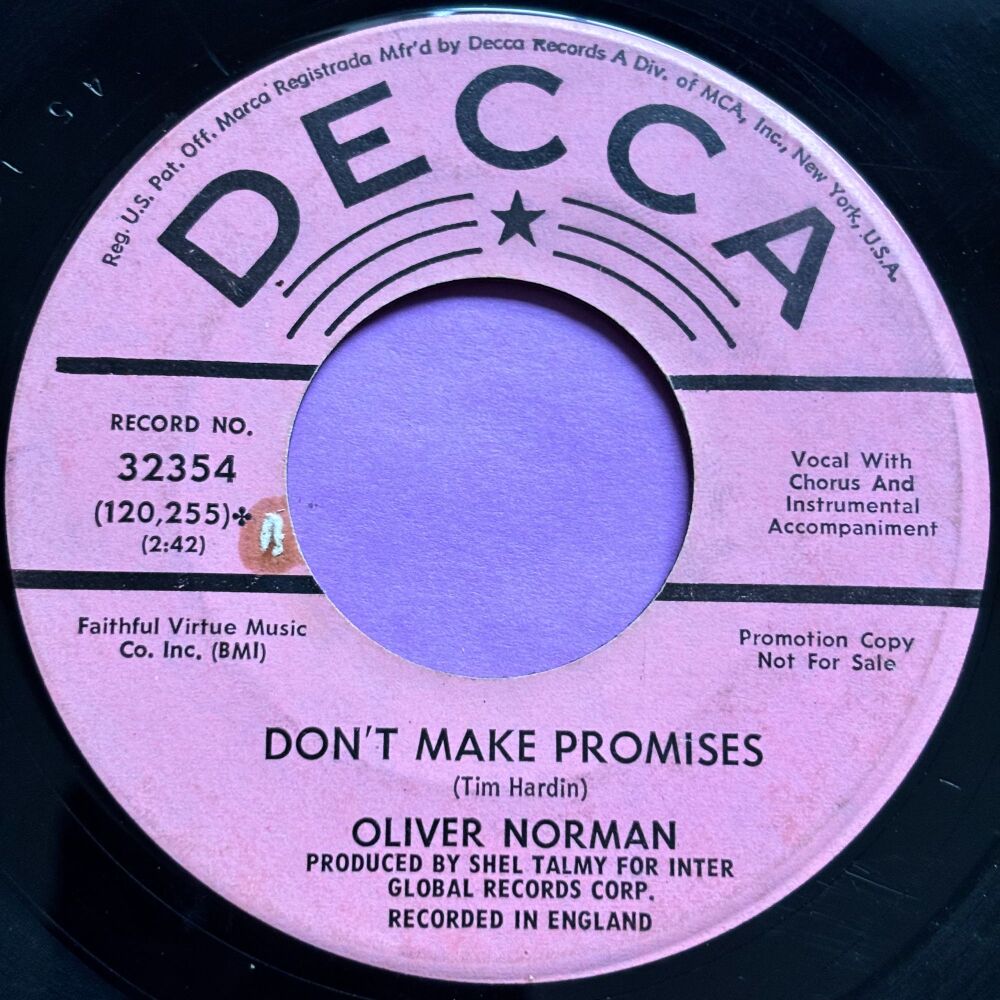 Reg. U.S. Pat. Off. Marca Registrada Mfr'd by Decca Records A Div. of MCA, Inc., New York, U.S.A.
DECCA
RECORD NO.
32354
(120,255)✤
(2:42)
Vocal With
Chorus And
Instrumental
Accompaniment
Faithful Virtue Music
Co. Inc. (BMI)
Promotion Copy
Not For Sale
DON'T MAKE PROMiSES
(Tim Hardin)
OLIVER NORMAN
PRODUCED BY SHEL TALMY FOR INTER
GLOBAL RECORDS CORP.
RECORDED IN ENGLAND